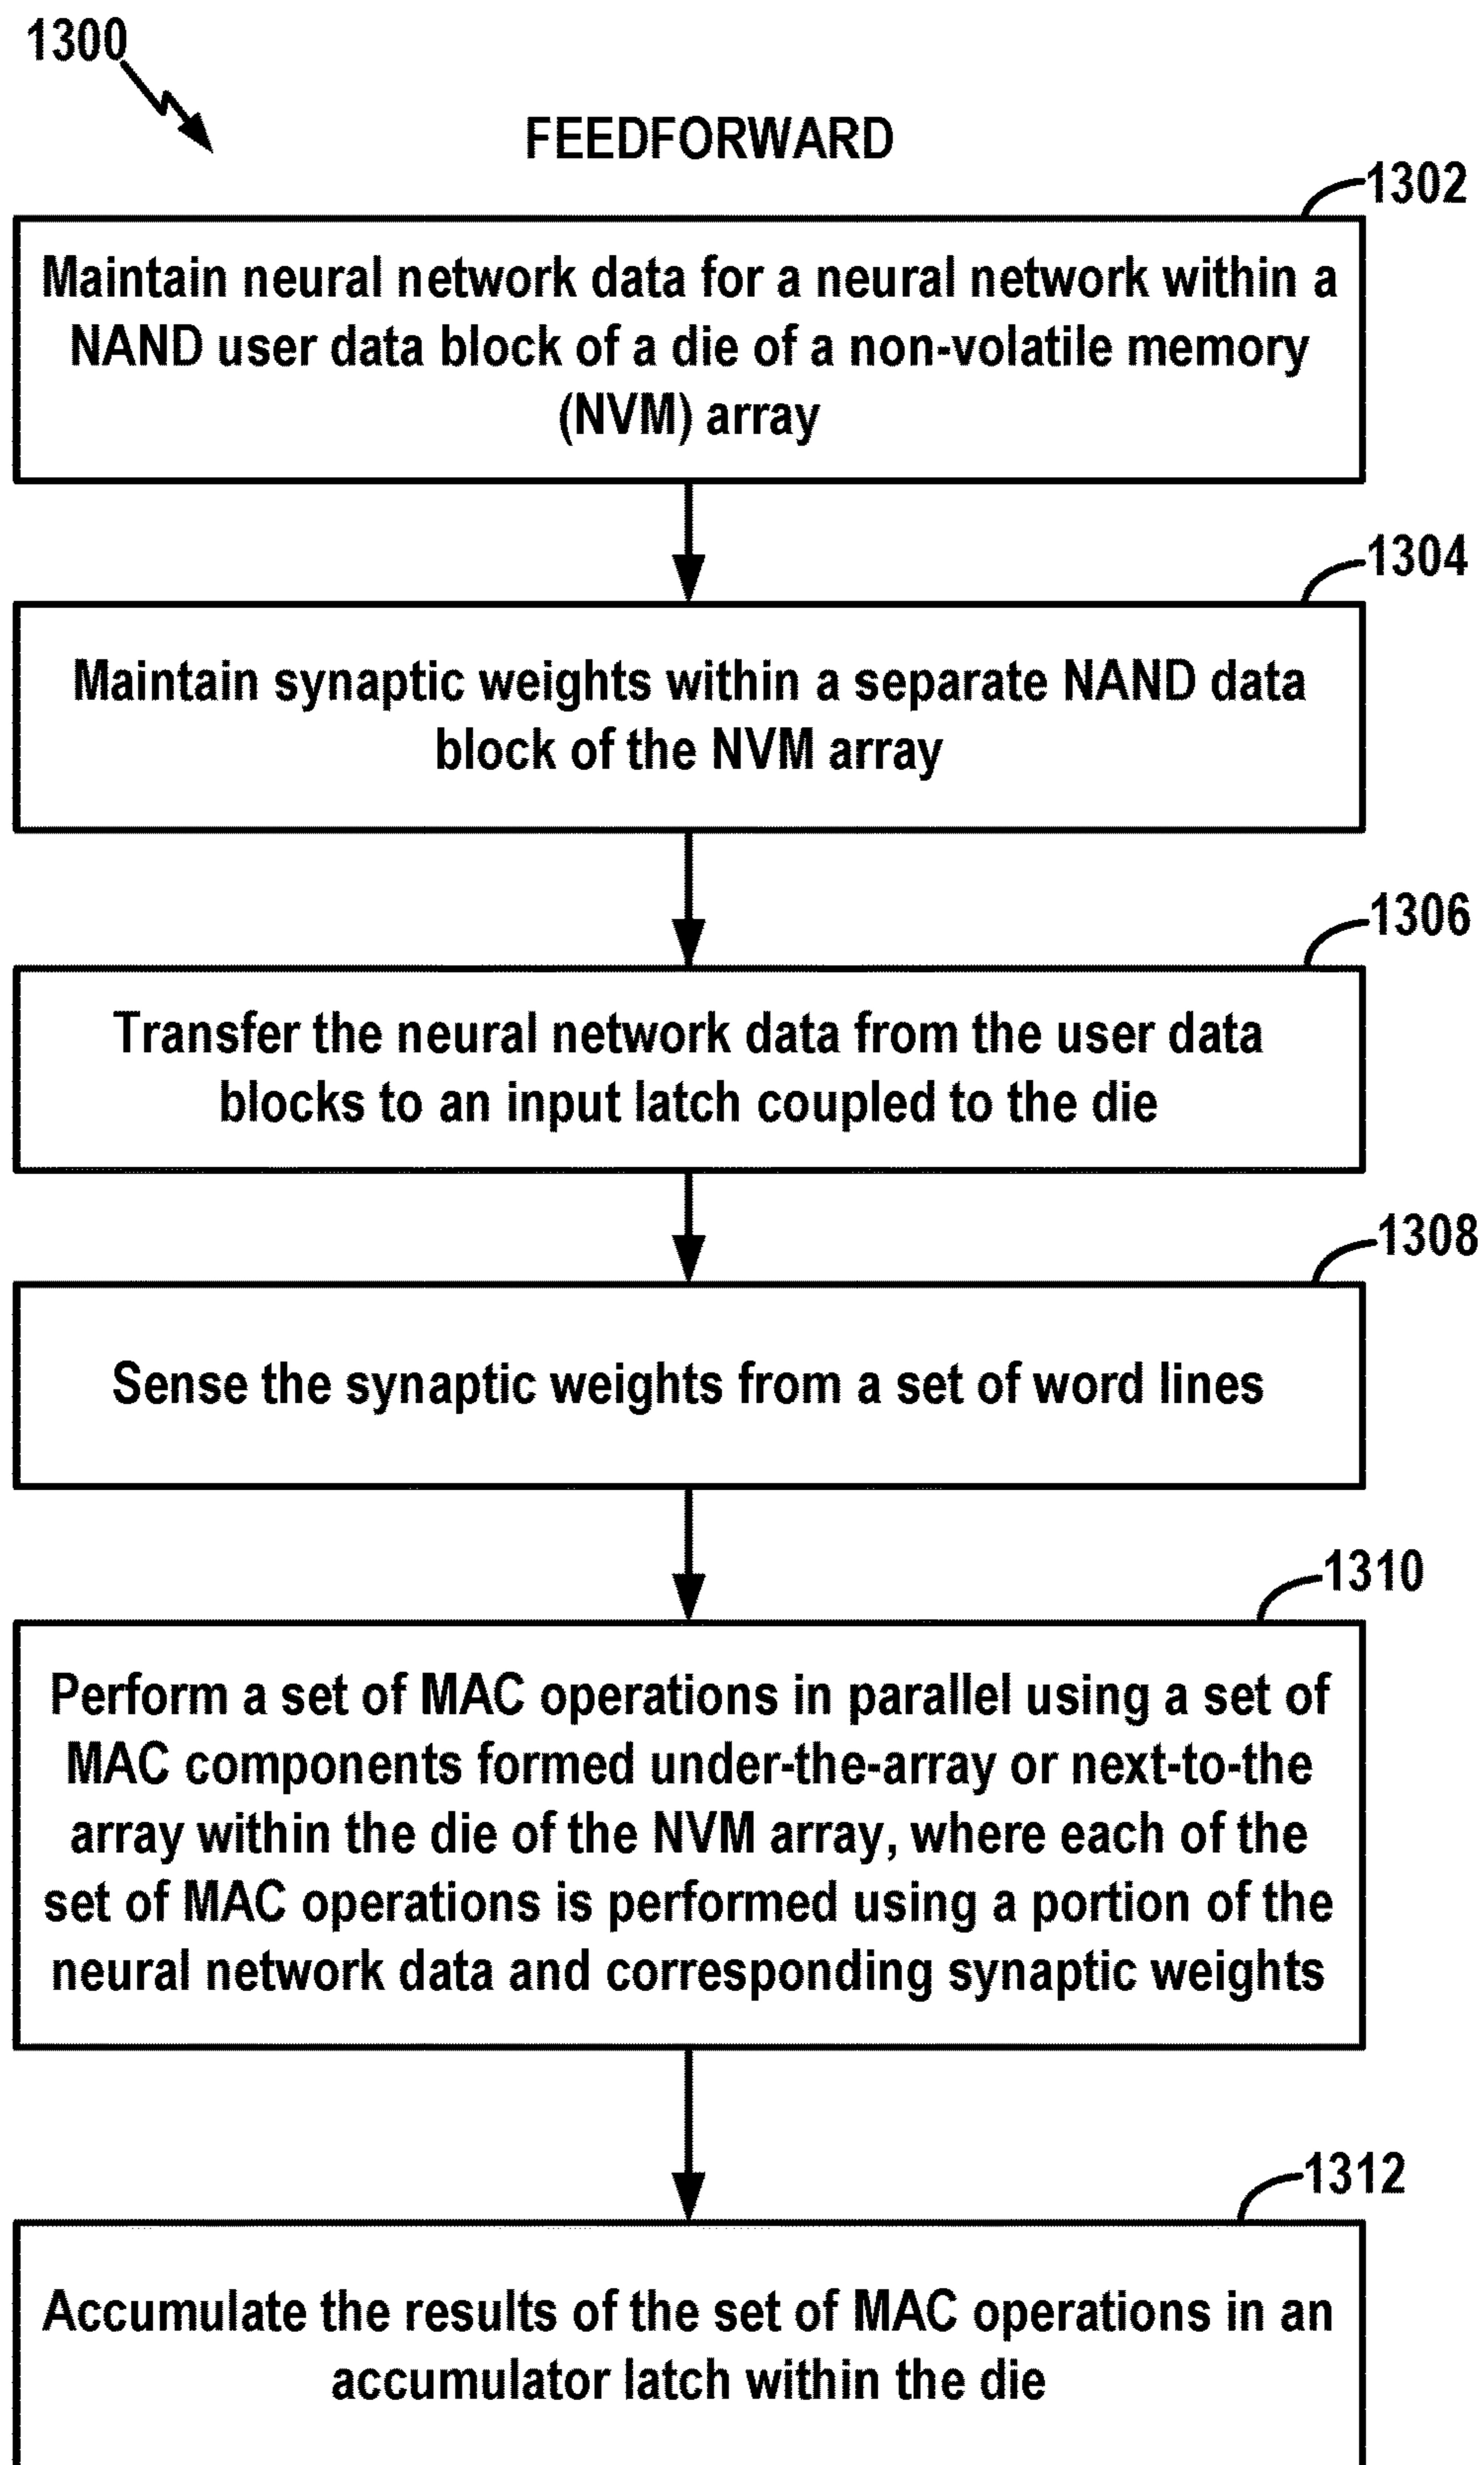 1300
FEEDFORWARD
1302
Maintain neural network data for a neural network within a
NAND user data block of a die of a non-volatile memory
(NVM) array
1304
Maintain synaptic weights within a separate NAND data
block of the NVM array
1306
Transfer the neural network data from the user data
blocks to an input latch coupled to the die
1308
Sense the synaptic weights from a set of word lines
1310
Perform a set of MAC operations in parallel using a set of
MAC components formed under-the-array or next-to-the
array within the die of the NVM array, where each of the
set of MAC operations is performed using a portion of the
neural network data and corresponding synaptic weights
1312
Accumulate the results of the set of MAC operations in an
accumulator latch within the die